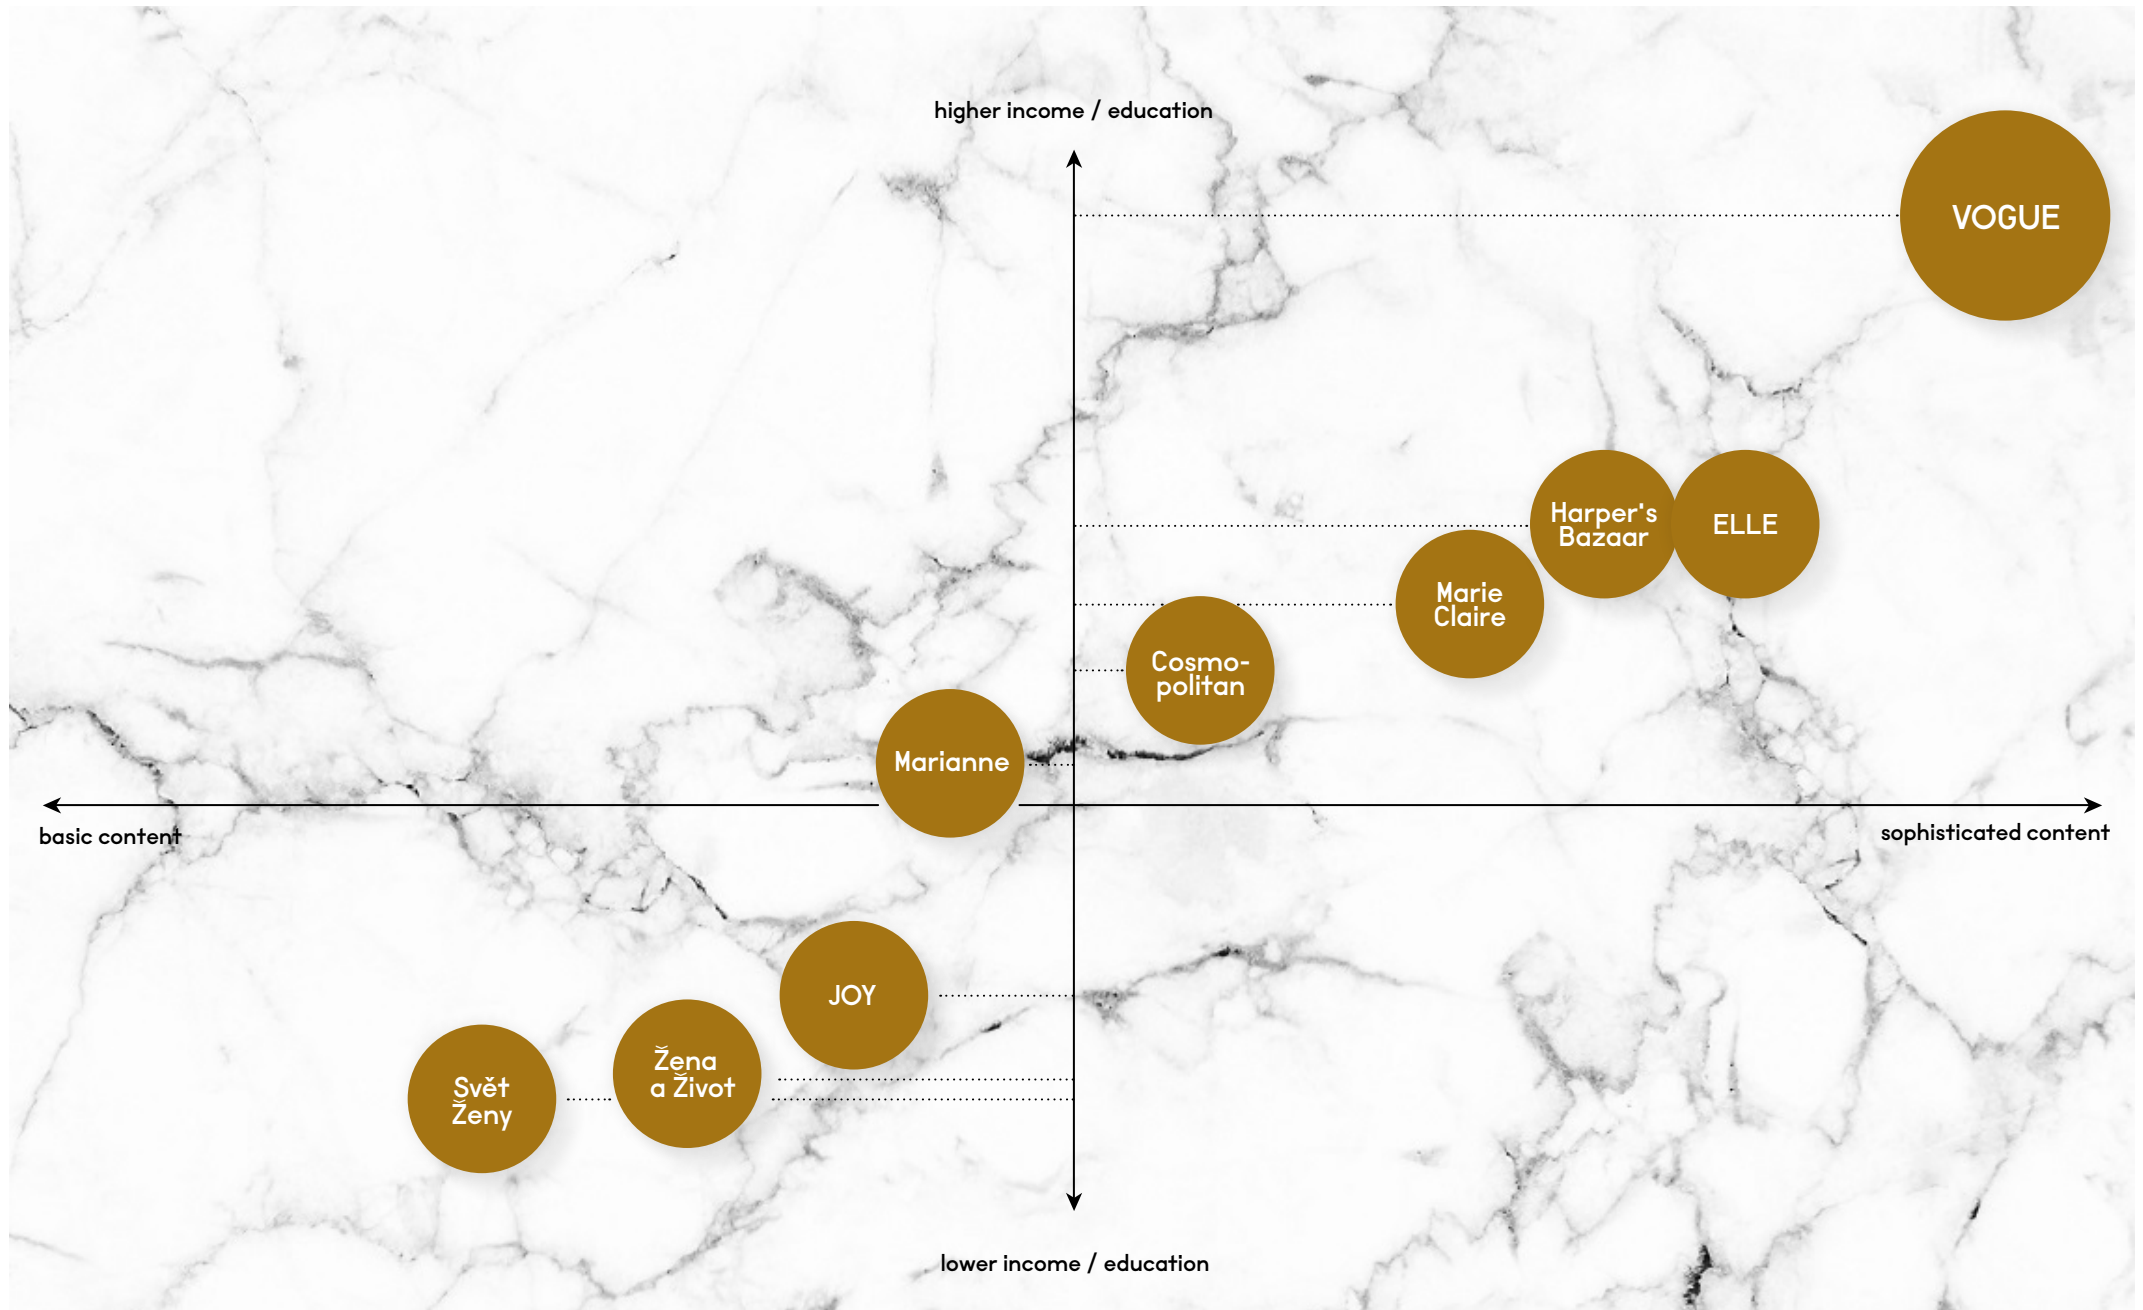 higher income / education
VOGUE
Harper's
Bazaar
ELLE
Marie
Claire
Cosmo-
politan
Marianne
basic content
sophisticated content
JOY
Žena
a Život
Svět
Ženy
lower income / education